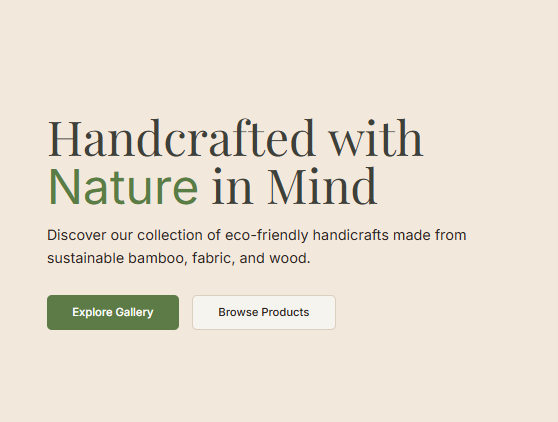 Handcrafted with
Nature in Mind
Discover our collection of eco-friendly handicrafts made from
sustainable bamboo, fabric, and wood.
Explore Gallery
Browse Products